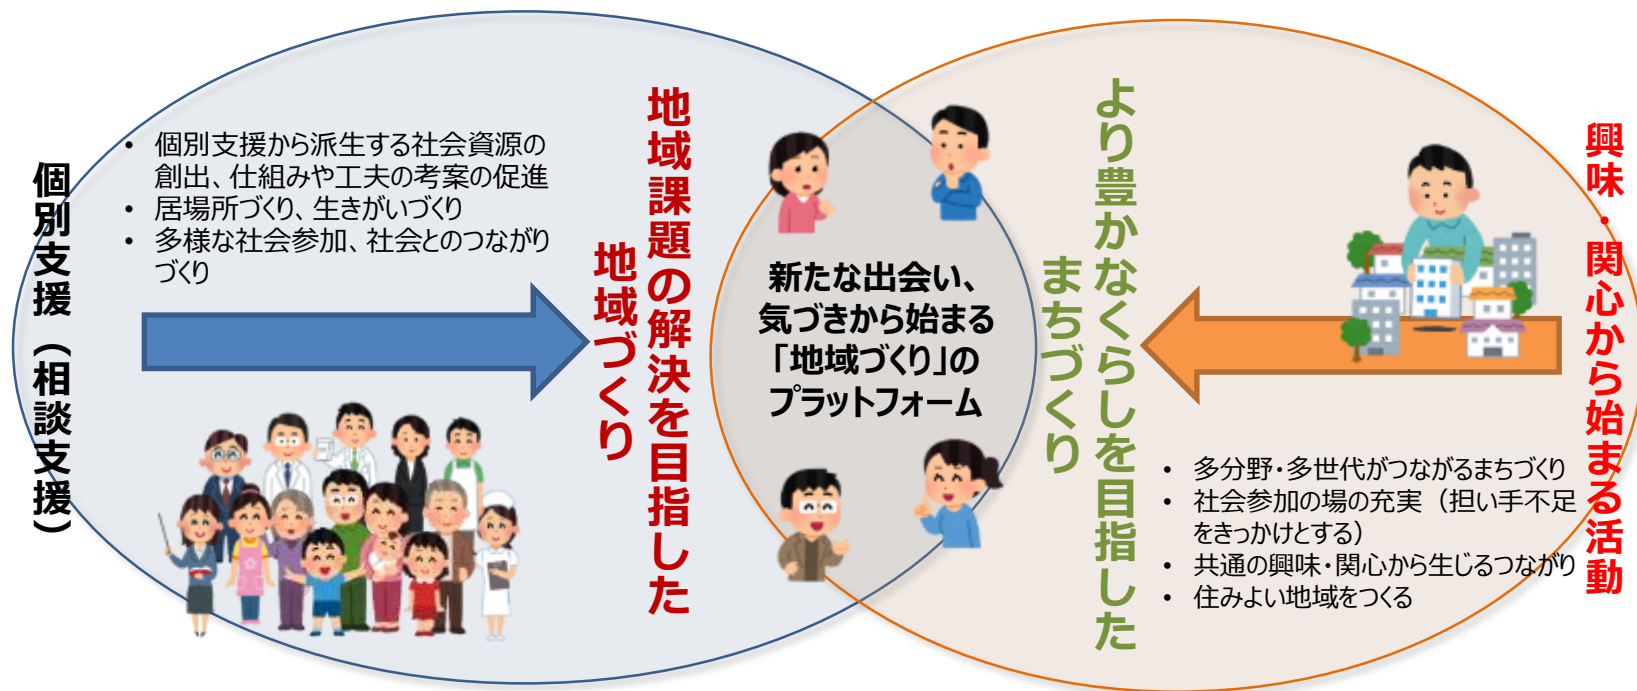 個別支援（相談支援）
• 個別支援から派生する社会資源の
創出、仕組みや工夫の考案の促進
• 居場所づくり、生きがいづくり
• 多様な社会参加、社会とのつながり
づくり
地域課題の解決を目指した
地域づくり
新たな出会い、
気づきから始まる
「地域づくり」の
プラットフォーム
より豊かなくらしを目指した
まちづくり
• 多分野・多世代がつながるまちづくり
• 社会参加の場の充実（担い手不足
をきっかけとする）
• 共通の興味・関心から生じるつながり
• 住みよい地域をつくる
興味・関心から始まる活動